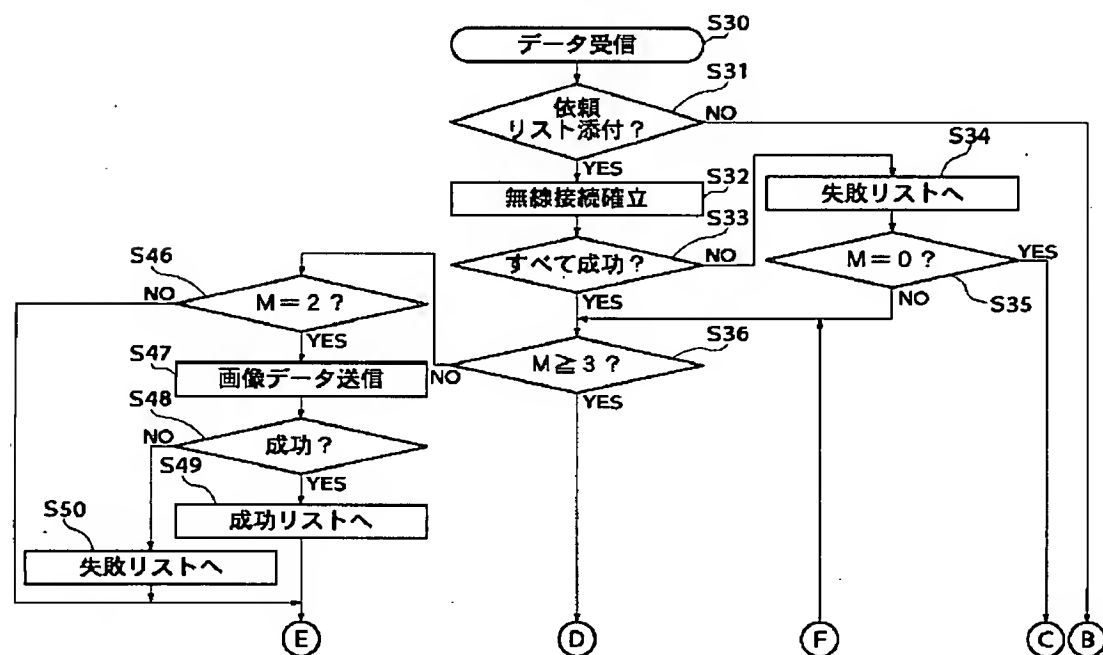 S30
データ受信
S31
依頼
リスト添付？
NO
YES
S32
無線接続確立
S33
すべて成功？
NO
YES
S34
失敗リストへ
M＝0？
YES
NO
S35
S36
M≧3？
NO
YES
S46
M＝2？
NO
YES
S47
画像データ送信
S48
成功？
NO
YES
S49
成功リストへ
S50
失敗リストへ
E
D
F
C
B